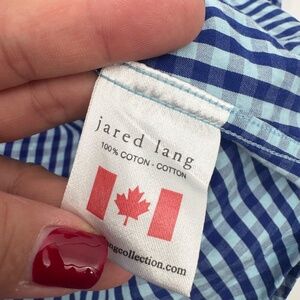 jared lang
100% COTON - COTTON
ngcollection.com